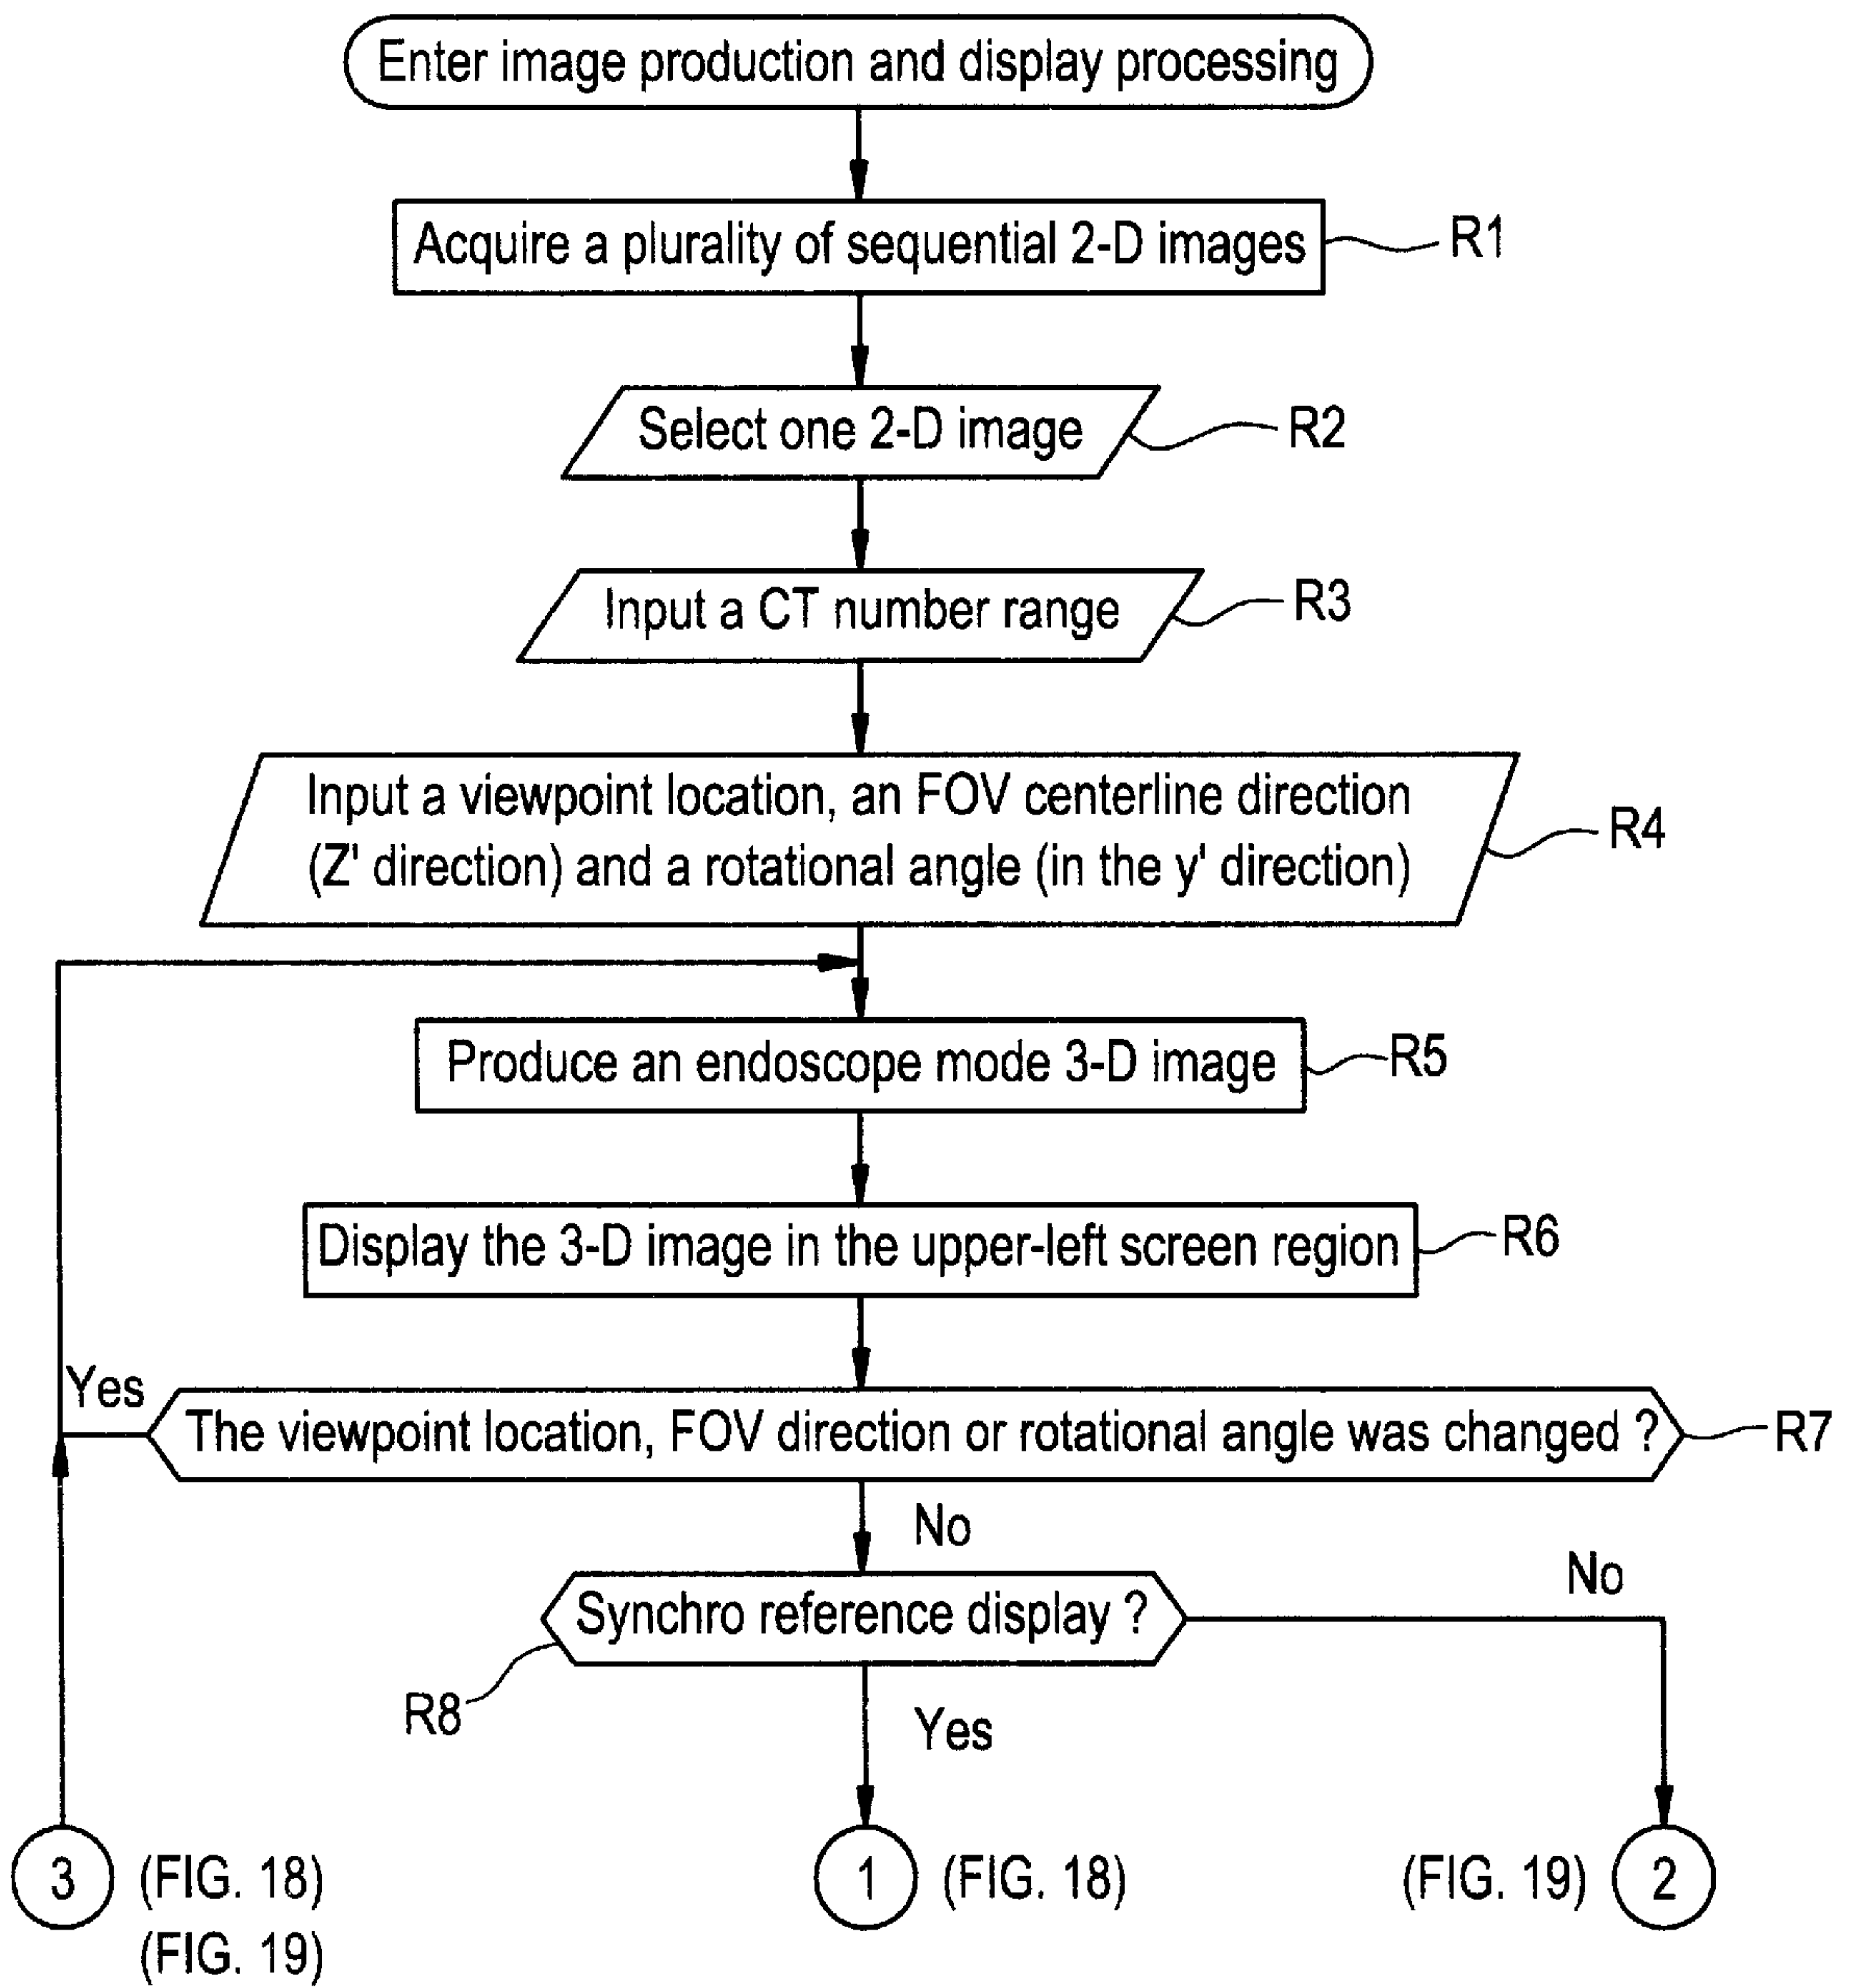 Enter image production and display processing
Acquire a plurality of sequential 2-D images
R1
Select one 2-D image
R2
Input a CT number range
R3
Input a viewpoint location, an FOV centerline direction
(Z' direction) and a rotational angle (in the y' direction)
R4
Produce an endoscope mode 3-D image
R5
Display the 3-D image in the upper-left screen region
R6
Yes
The viewpoint location, FOV direction or rotational angle was changed ?
R7
No
Synchro reference display ?
No
R8
Yes
3 (FIG. 18)
(FIG. 19)
1 (FIG. 18)
(FIG. 19) 2